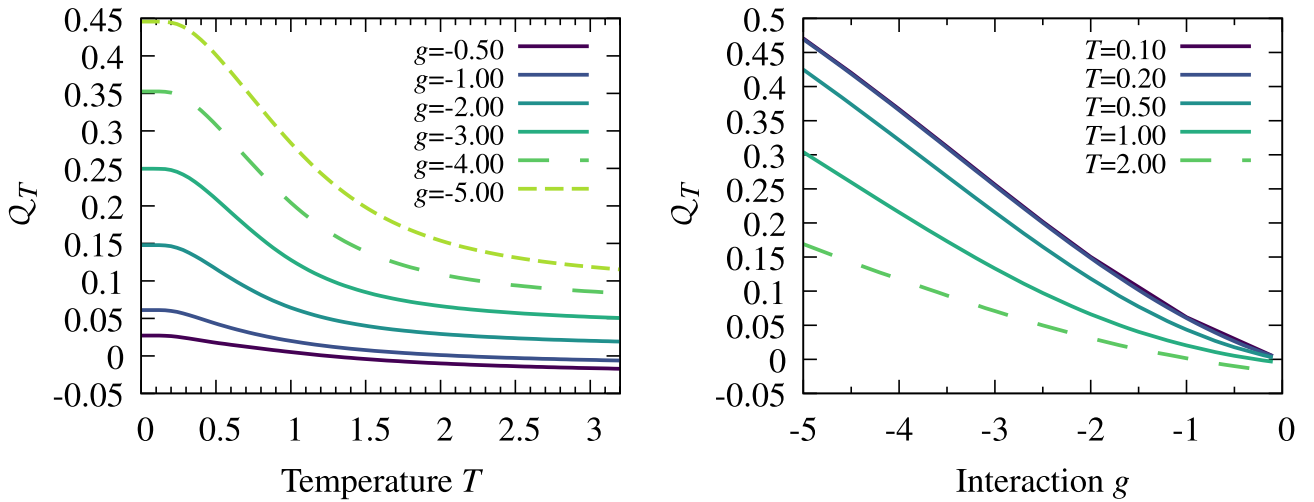 0.45
0.4
0.35
0.3
0.25
0.2
0.15
0.1
0.05
0
-0.05
Q_T
g=-0.50
g=-1.00
g=-2.00
g=-3.00
g=-4.00
g=-5.00
0 0.5 1 1.5 2 2.5 3
Temperature T
0.5
0.45
0.4
0.35
0.3
0.25
0.2
0.15
0.1
0.05
0
-0.05
Q_T
T=0.10
T=0.20
T=0.50
T=1.00
T=2.00
-5 -4 -3 -2 -1 0
Interaction g